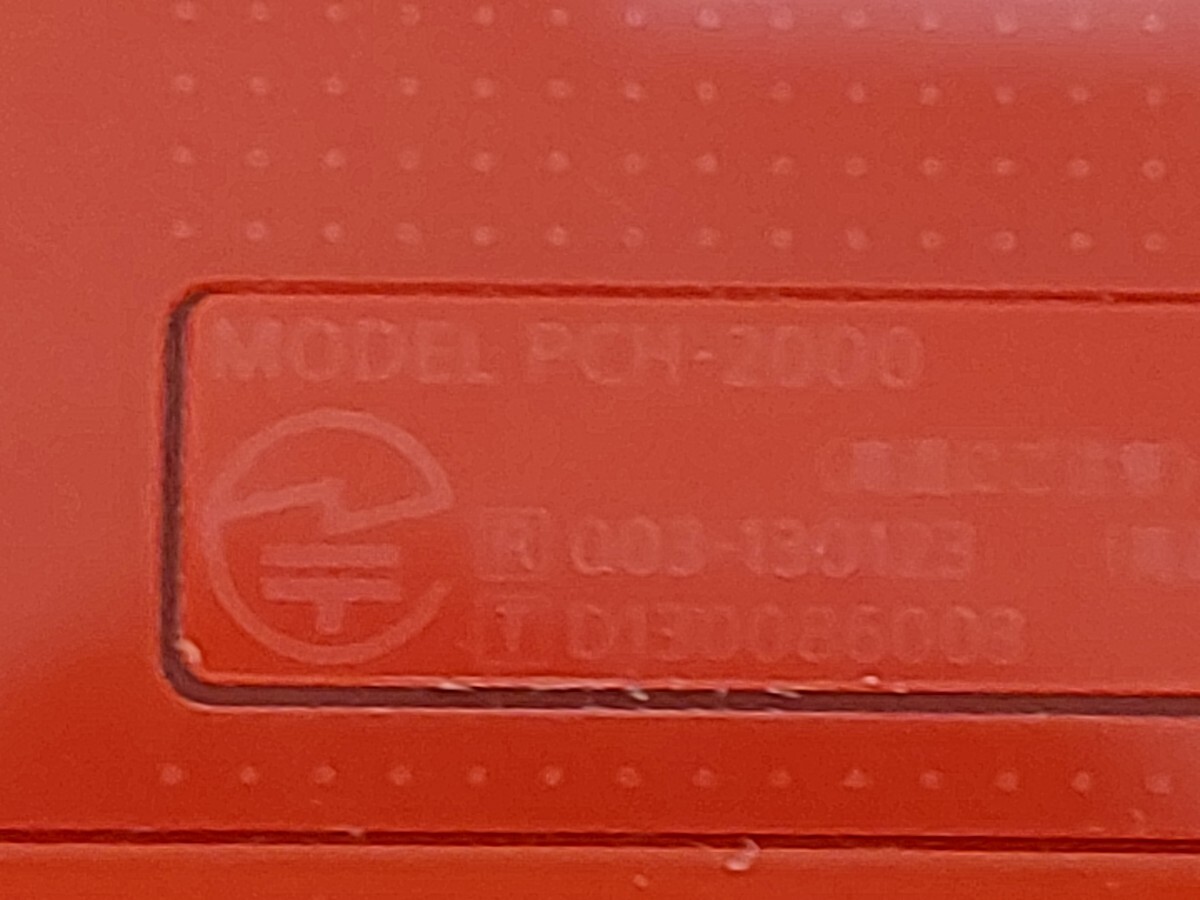 MODEL PCH-2000
R 003-130123
T D130086003